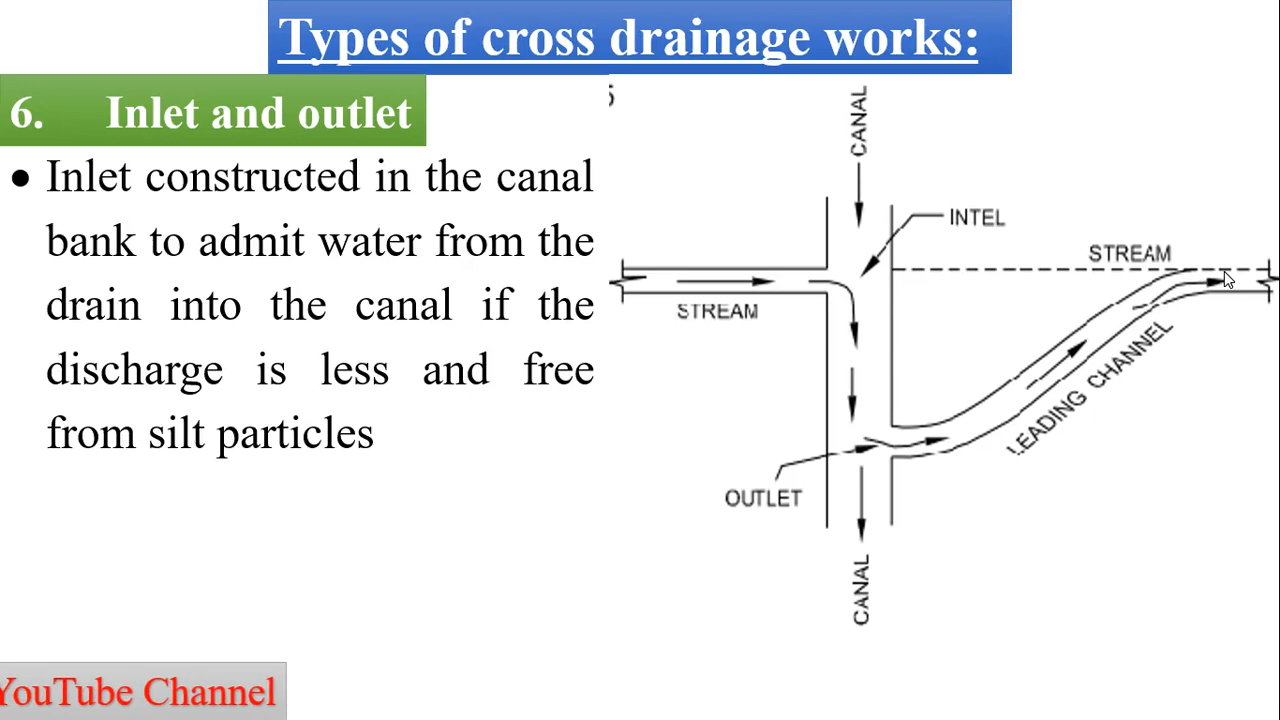 Types of cross drainage works:
6. Inlet and outlet
• Inlet constructed in the canal
bank to admit water from the
drain into the canal if the
discharge is less and free
from silt particles
CANAL
INTEL
STREAM
STREAM
LEADING CHANNEL
OUTLET
CANAL
YouTube Channel